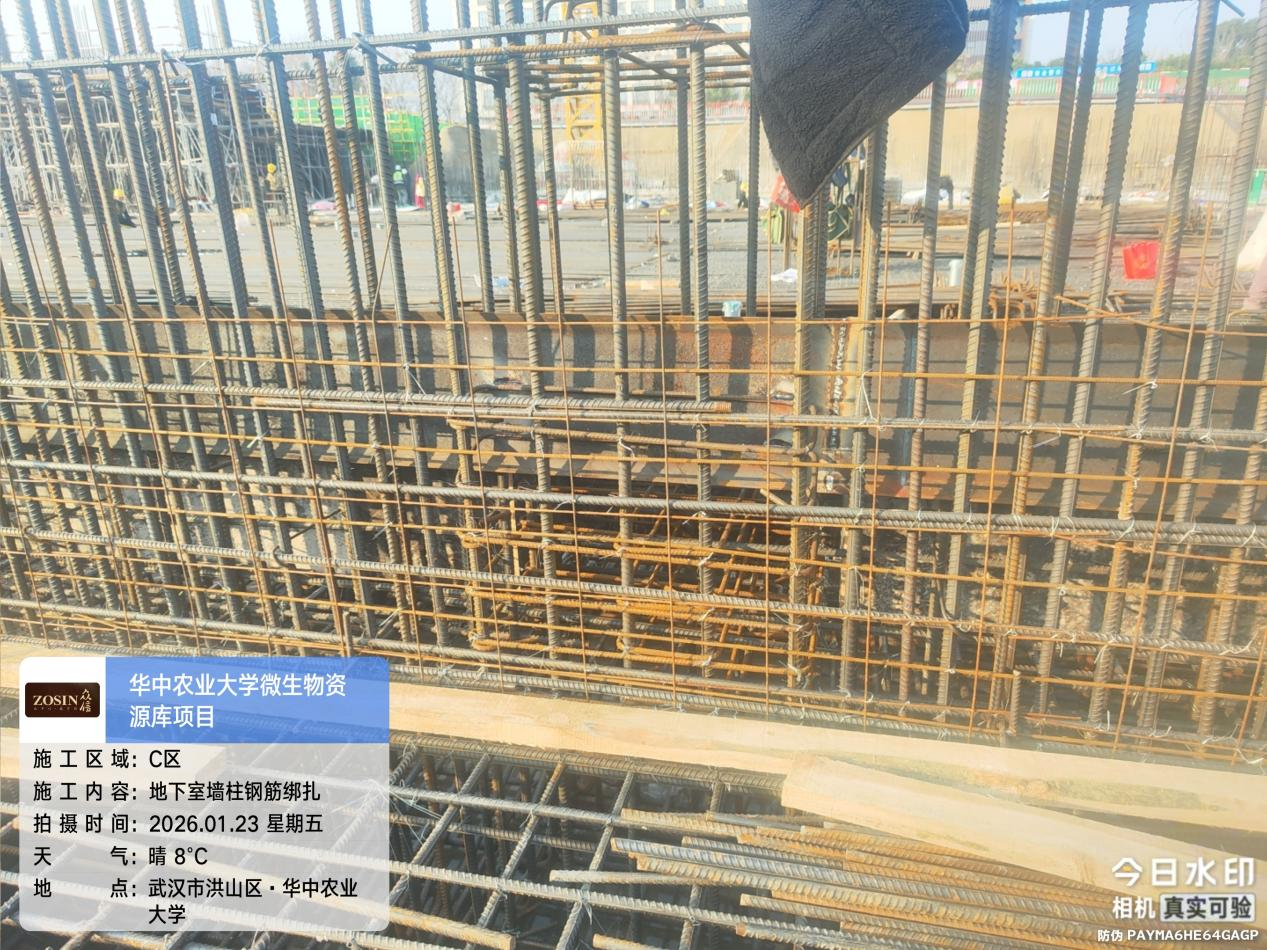 ZOSIN 众信
华中农业大学微生物资
源库项目
施工区域：C区
施工内容：地下室墙柱钢筋绑扎
拍摄时间：2026.01.23 星期五
天气：晴 8℃
地点：武汉市洪山区·华中农业
大学
今日水印
相机 真实可验
防伪 PAYMA6HE64GAGP